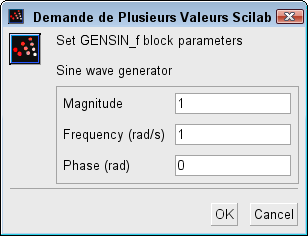 Demande de Plusieurs Valeurs Scilab
Set GENSIN_f block parameters
Sine wave generator
Magnitude 1
Frequency (rad/s) 1
Phase (rad) 0
OK Cancel